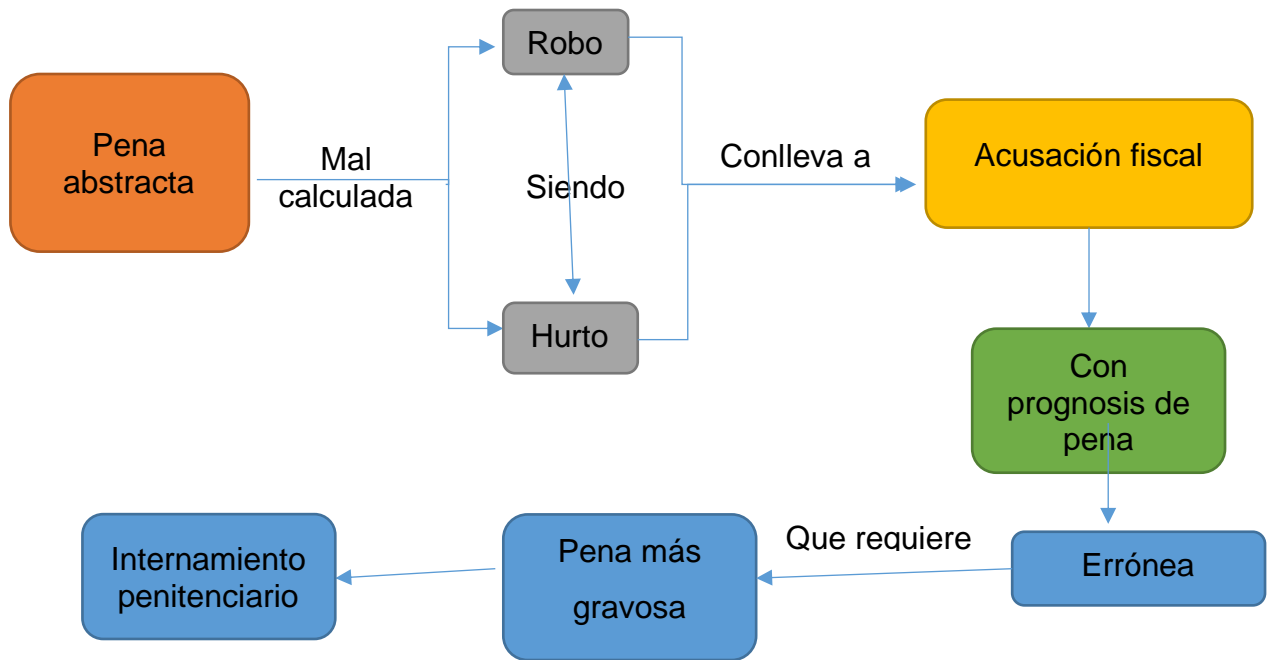 Robo
Pena
abstracta
Mal
calculada
Siendo
Conlleva a
Acusación fiscal
Hurto
Con
prognosis de
pena
Errónea
Que requiere
Pena más
gravosa
Internamiento
penitenciario